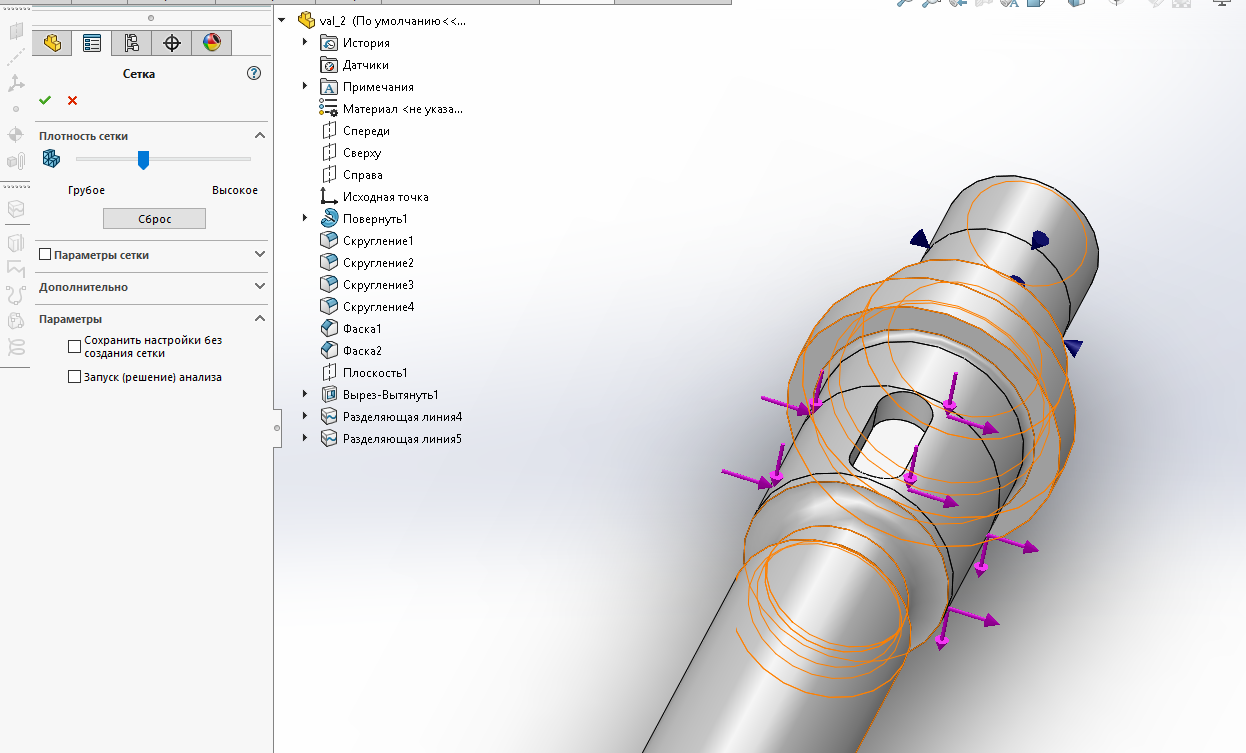 Сетка
Плотность сетки
Грубое Высокое
Сброс
Параметры сетки
Дополнительно
Параметры
Сохранить настройки без
создания сетки
Запуск (решение) анализа
val_2 (По умолчанию<<...
История
Датчики
Примечания
Материал <не указа...
Спереди
Сверху
Справа
Исходная точка
Повернуть1
Скругление1
Скругление2
Скругление3
Скругление4
Фаска1
Фаска2
Плоскость1
Вырез-Вытянуть1
Разделяющая линия4
Разделяющая линия5